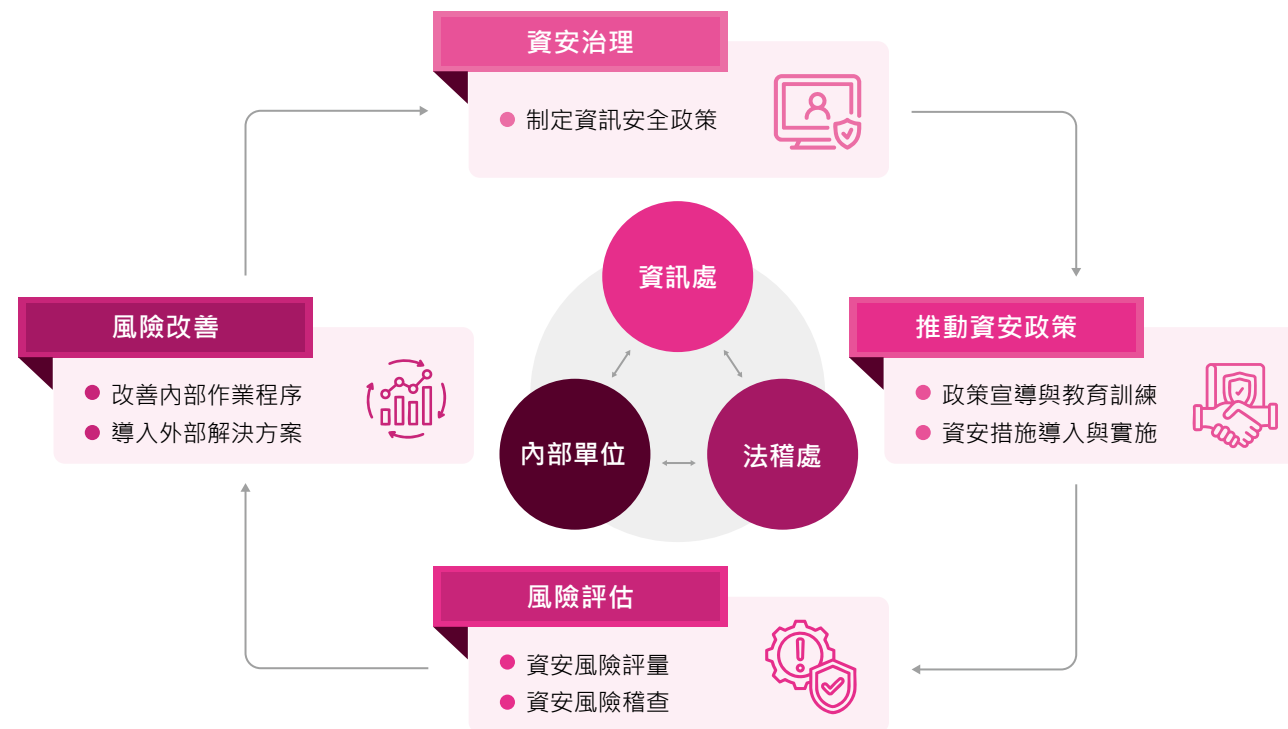 資安治理
制定資訊安全政策
資訊處
風險改善
改善內部作業程序
導入外部解決方案
推動資安政策
政策宣導與教育訓練
資安措施導入與實施
內部單位
法稽處
風險評估
資安風險評量
資安風險稽查